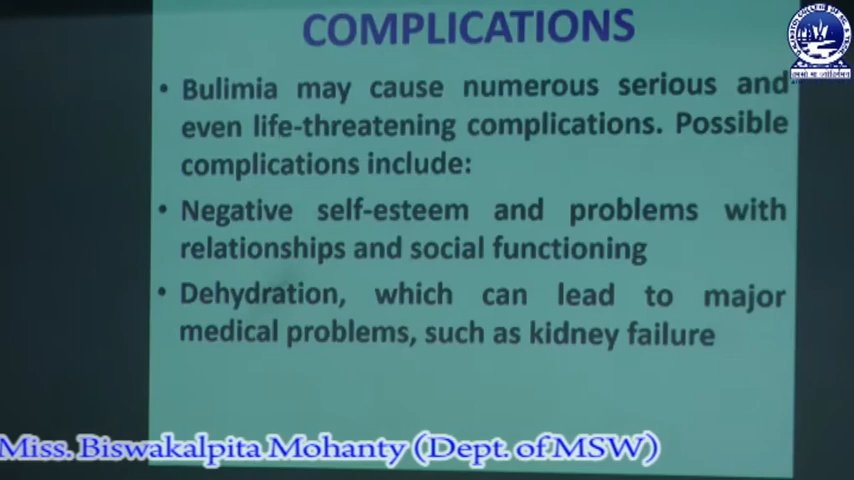 COMPLICATIONS
• Bulimia may cause numerous serious and
even life-threatening complications. Possible
complications include:
• Negative self-esteem and problems with
relationships and social functioning
• Dehydration, which can lead to major
medical problems, such as kidney failure
Miss. Biswakalpita Mohanty (Dept. of MSW)